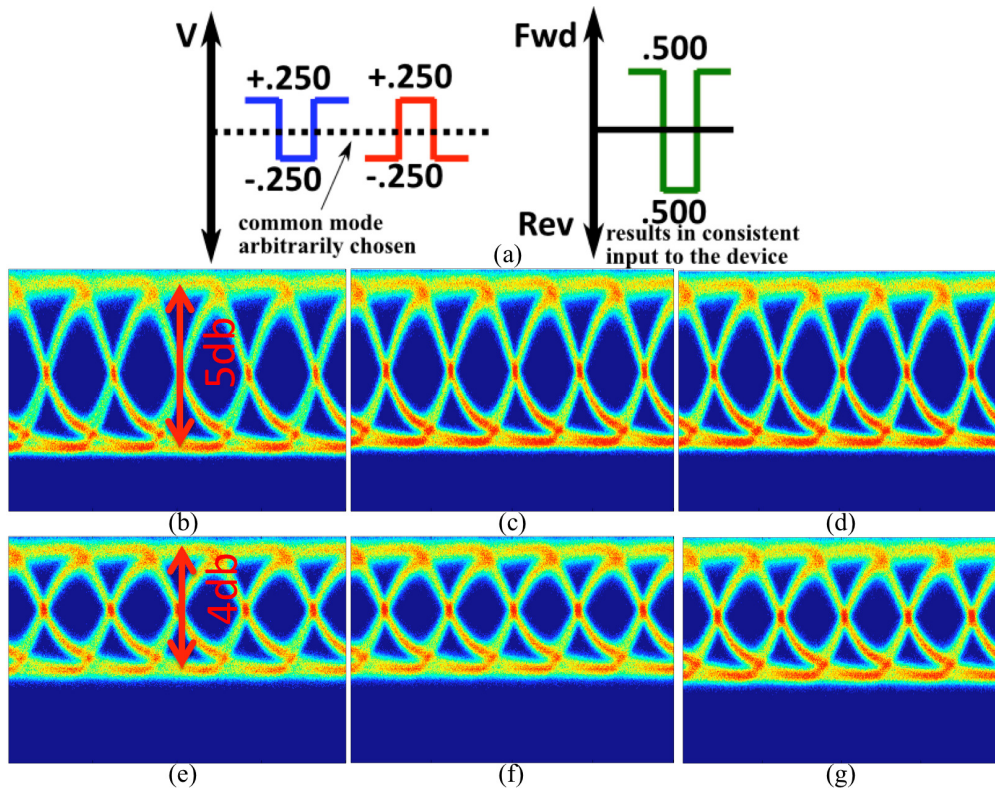 V
Fwd
+.250
+.250
.500
-.250
-.250
.500
common mode
arbitrarily chosen
Rev
results in consistent
input to the device
(a)
5db
(b)
(c)
(d)
4db
(e)
(f)
(g)